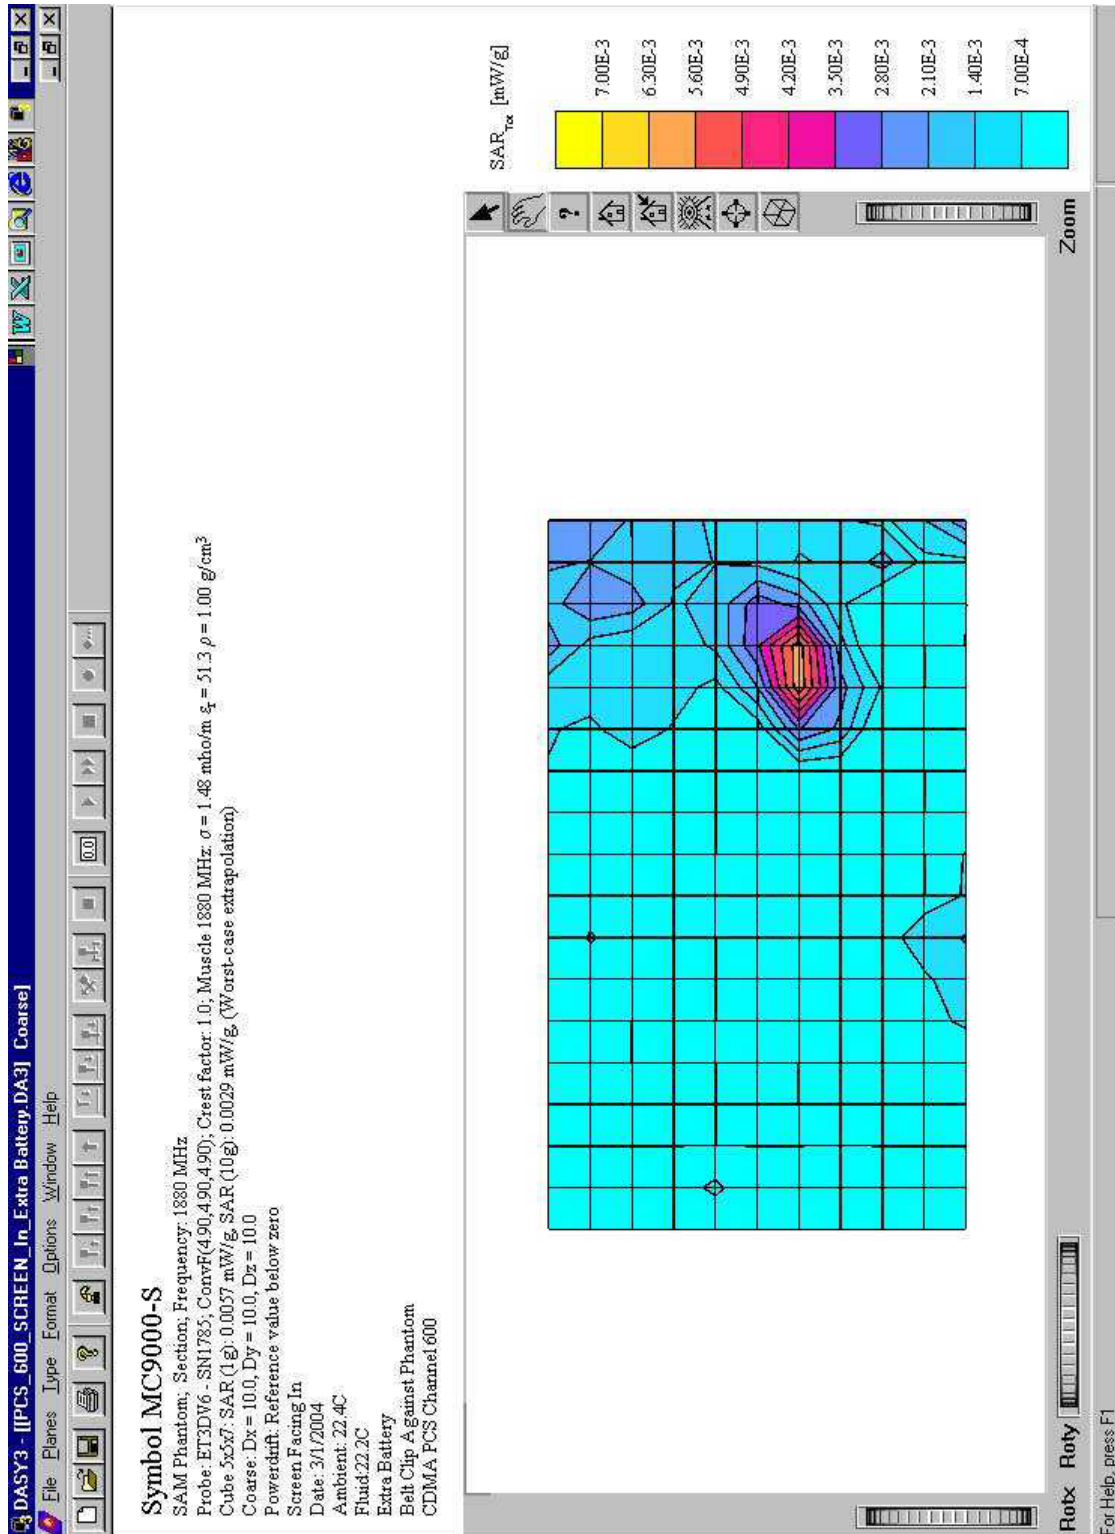 DASY3 - [[PCS_600_SCREEN_In_Extra Battery.DA3]  Coarse]
File Planes Type Format Options Window Help
0.0
Symbol MC9000-S
SAM Phantom;  Section; Frequency: 1880 MHz
Probe: ET3DV6 - SN1785; ConvF(4.90,4.90,4.90); Crest factor: 1.0; Muscle 1880 MHz: σ = 1.48 mho/m εr = 51.3 ρ = 1.00 g/cm³
Cube 5x5x7: SAR (1g): 0.0057 mW/g, SAR (10g): 0.0029 mW/g, (Worst-case extrapolation)
Coarse: Dx = 10.0, Dy = 10.0, Dz = 10.0
Powerdrift: Reference value below zero
Screen Facing In
Date: 3/1/2004
Ambient: 22.4C
Fluid:22.2C
Extra Battery
Belt Clip Against Phantom
CDMA PCS Channel 600
SARTot [mW/g]
7.00E-3
6.30E-3
5.60E-3
4.90E-3
4.20E-3
3.50E-3
2.80E-3
2.10E-3
1.40E-3
7.00E-4
Rotx Roty Zoom
For Help, press F1